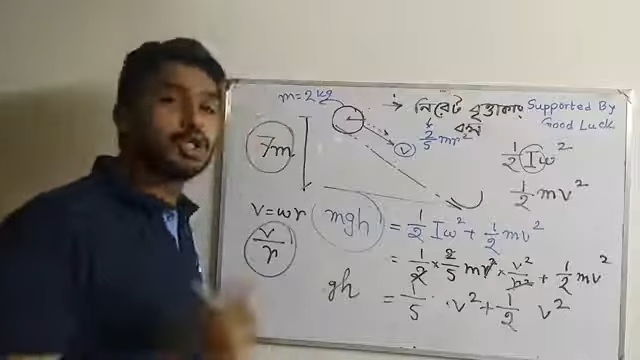 m=2kg
→ নিরেট বৃত্তাকার বল
Supported By
Good Luck
2/5 mr²
v
7m
1/2 Iω²
1/2 mv²
v=ωr
v/r
mgh = 1/2 Iω² + 1/2 mv²
= 1/2 × 2/5 mr² × v²/r² + 1/2 mv²
gh = 1/5 · v² + 1/2 v²